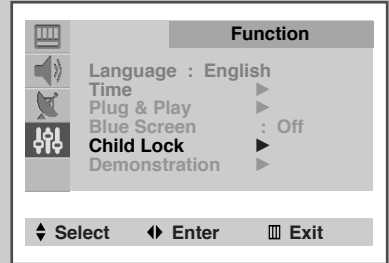 Function
Language : English
Time ►
Plug & Play ►
Blue Screen : Off
Child Lock ►
Demonstration ►
Select Enter Exit